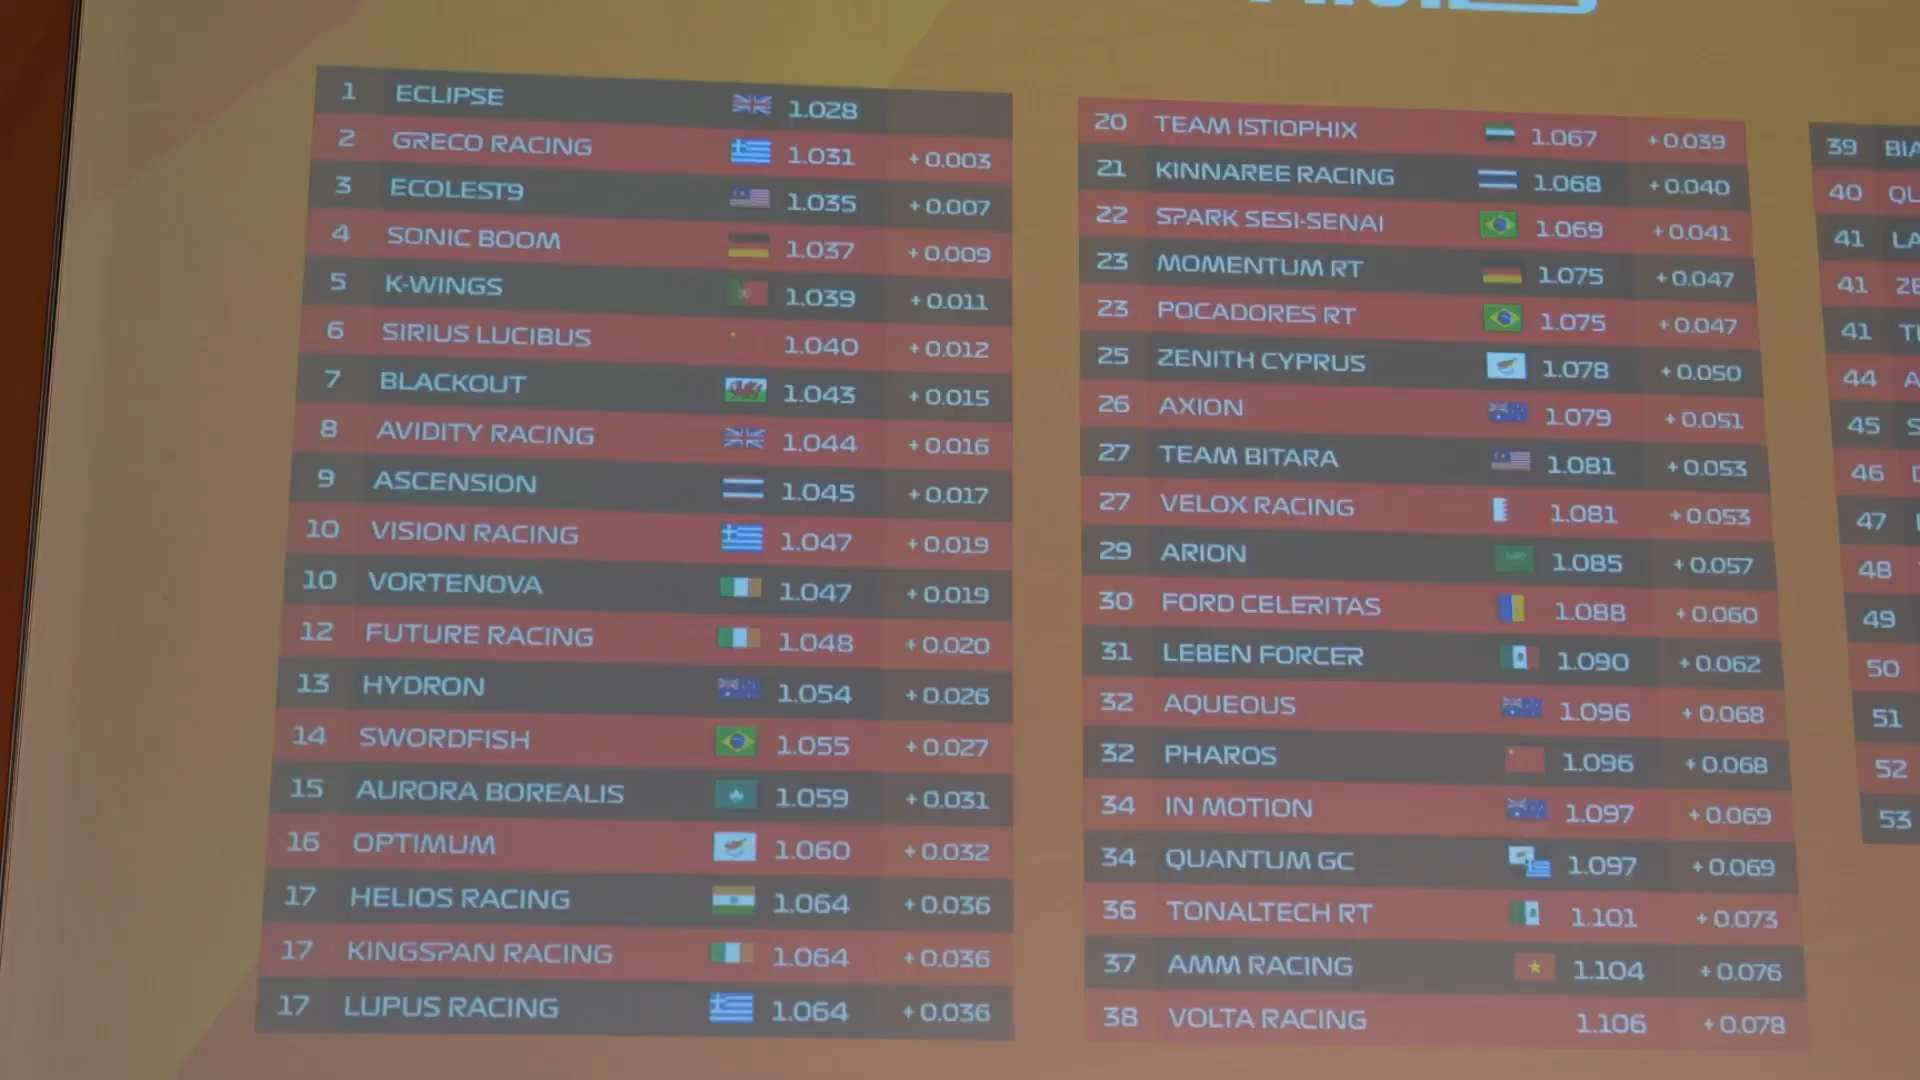 1 ECLIPSE 1.028
2 GRECO RACING 1.031 + 0.003
3 ECOLEST9 1.035 + 0.007
4 SONIC BOOM 1.037 + 0.009
5 K-WINGS 1.039 + 0.011
6 SIRIUS LUCIBUS 1.040 + 0.012
7 BLACKOUT 1.043 + 0.015
8 AVIDITY RACING 1.044 + 0.016
9 ASCENSION 1.045 + 0.017
10 VISION RACING 1.047 + 0.019
10 VORTENOVA 1.047 + 0.019
12 FUTURE RACING 1.048 + 0.020
13 HYDRON 1.054 + 0.026
14 SWORDFISH 1.055 + 0.027
15 AURORA BOREALIS 1.059 + 0.031
16 OPTIMUM 1.060 + 0.032
17 HELIOS RACING 1.064 + 0.036
17 KINGSPAN RACING 1.064 + 0.036
17 LUPUS RACING 1.064 + 0.036
20 TEAM ISTIOPHIX 1.067 + 0.039
21 KINNAREE RACING 1.068 + 0.040
22 SPARK SESI-SENAI 1.069 + 0.041
23 MOMENTUM RT 1.075 + 0.047
23 POCADORES RT 1.075 + 0.047
25 ZENITH CYPRUS 1.078 + 0.050
26 AXION 1.079 + 0.051
27 TEAM BITARA 1.081 + 0.053
27 VELOX RACING 1.081 + 0.053
29 ARION 1.085 + 0.057
30 FORD CELERITAS 1.088 + 0.060
31 LEBEN FORCER 1.090 + 0.062
32 AQUEOUS 1.096 + 0.068
32 PHAROS 1.096 + 0.068
34 IN MOTION 1.097 + 0.069
34 QUANTUM GC 1.097 + 0.069
36 TONALTECH RT 1.101 + 0.073
37 AMM RACING 1.104 + 0.076
38 VOLTA RACING 1.106 + 0.078
39 BIA
40 QU
41 LA
41 ZE
41
44
45
46
47
48
49
50
51
52
53